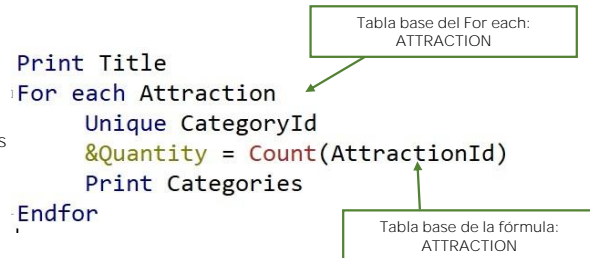 Tabla base del For each:
ATTRACTION
Print Title
For each Attraction
Unique CategoryId
s
&Quantity = Count(AttractionId)
Print Categories
Endfor
Tabla base de la fórmula:
ATTRACTION